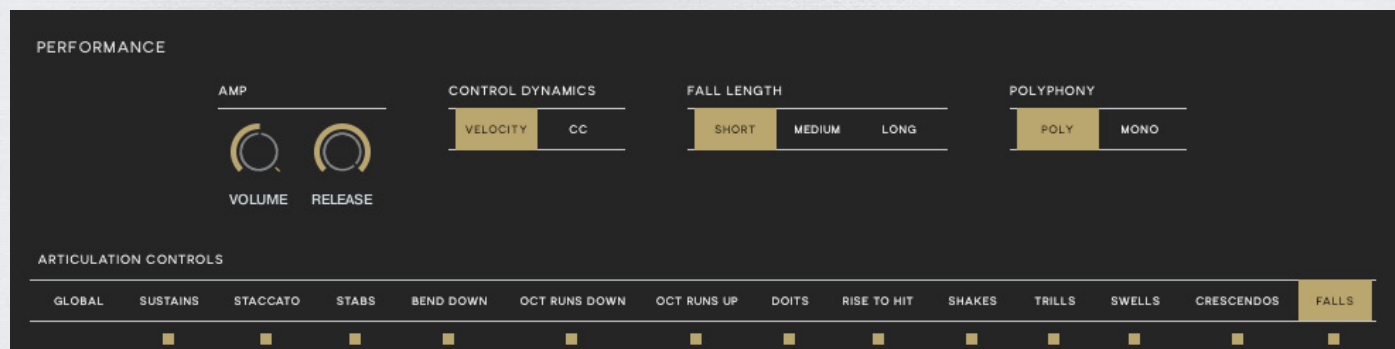 PERFORMANCE
AMP CONTROL DYNAMICS FALL LENGTH POLYPHONY
VELOCITY CC SHORT MEDIUM LONG POLY MONO
VOLUME RELEASE
ARTICULATION CONTROLS
GLOBAL SUSTAINS STACCATO STABS BEND DOWN OCT RUNS DOWN OCT RUNS UP DOITS RISE TO HIT SHAKES TRILLS SWELLS CRESCENDOS FALLS